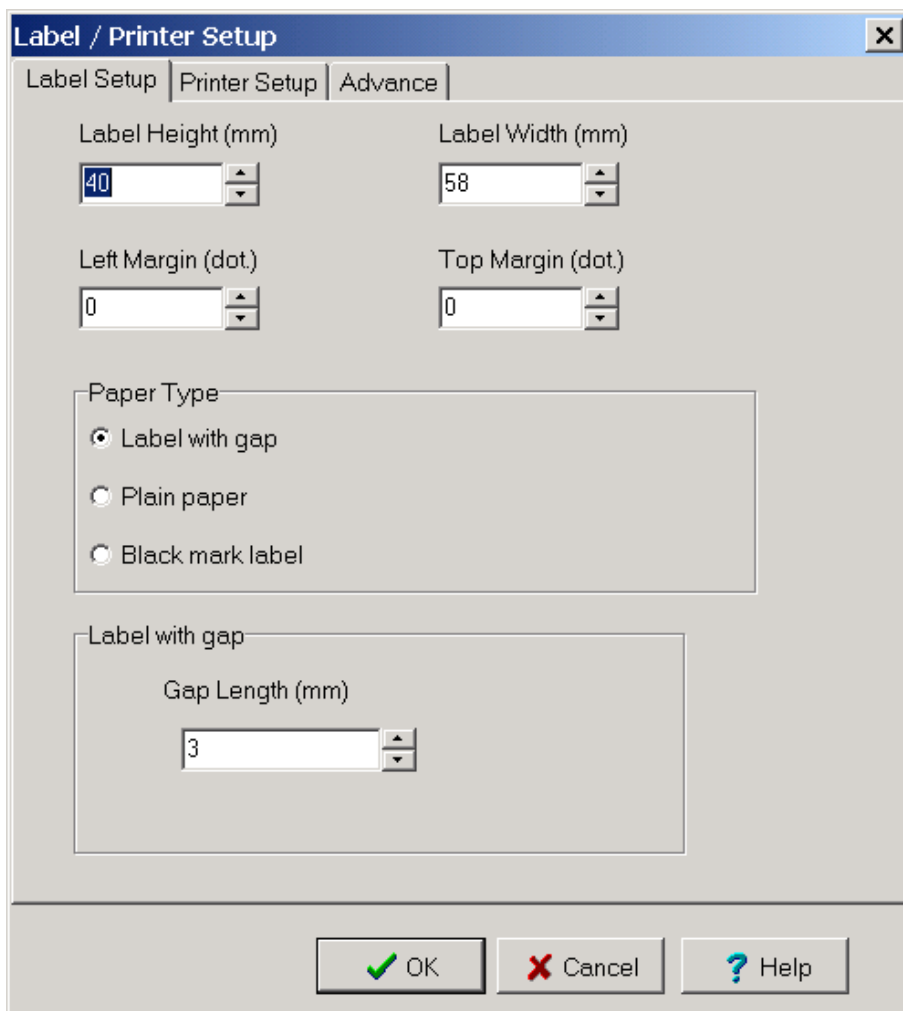 Label / Printer Setup
Label Setup Printer Setup Advance
Label Height (mm) Label Width (mm)
40 58
Left Margin (dot.) Top Margin (dot.)
0 0
Paper Type
Label with gap
Plain paper
Black mark label
Label with gap
Gap Length (mm)
3
OK Cancel ? Help